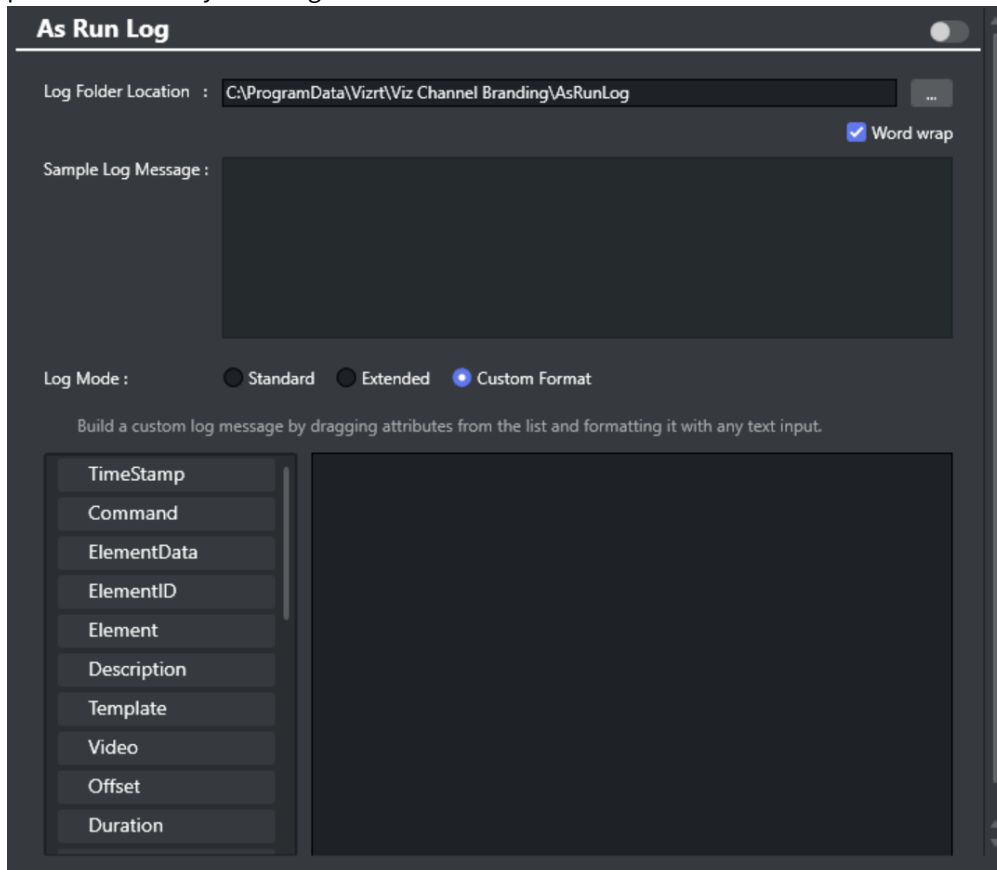 As Run Log
Log Folder Location : C:\ProgramData\Vizrt\Viz Channel Branding\AsRunLog ...
Word wrap
Sample Log Message :
Log Mode : Standard Extended Custom Format
Build a custom log message by dragging attributes from the list and formatting it with any text input.
TimeStamp
Command
ElementData
ElementID
Element
Description
Template
Video
Offset
Duration